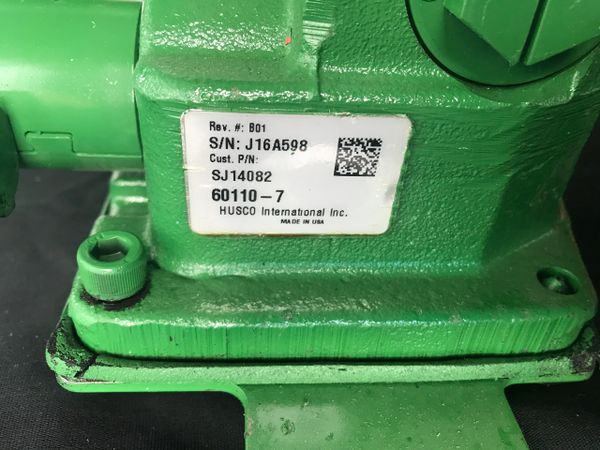 Rev. #: B01
S/N: J16A598
Cust. P/N:
SJ14082
60110-7
HUSCO International Inc.
MADE IN USA